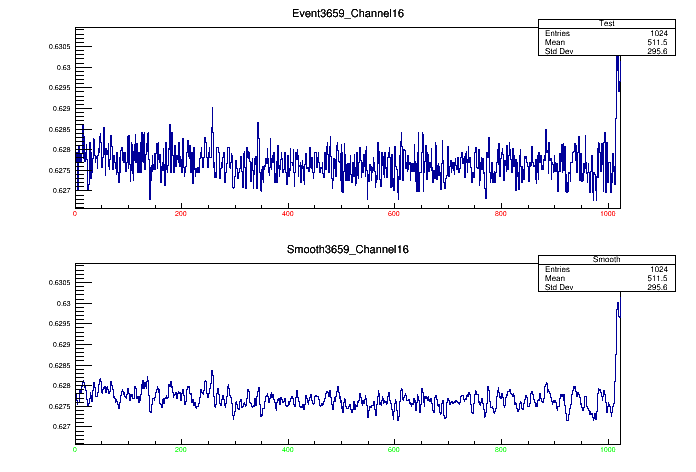 Event3659_Channel16
Test
Entries 1024
Mean 511.5
Std Dev 295.6
0.6305
0.63
0.6295
0.629
0.6285
0.628
0.6275
0.627
0 200 400 600 800 1000
Smooth3659_Channel16
Smooth
Entries 1024
Mean 511.5
Std Dev 295.6
0.6305
0.63
0.6295
0.629
0.6285
0.628
0.6275
0.627
0 200 400 600 800 1000